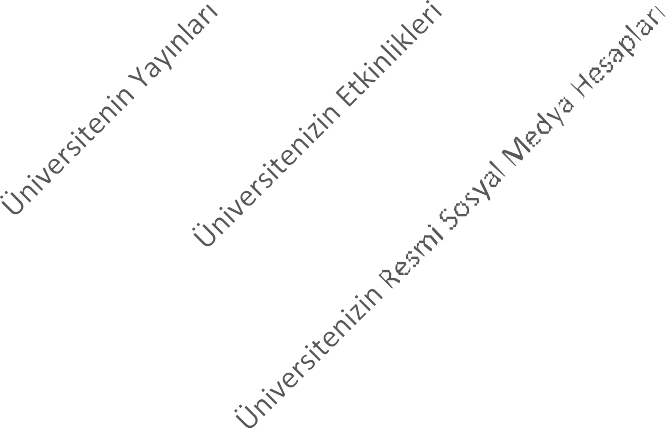 Üniversitenin Yayınları
Üniversitenizin Etkinlikleri
Üniversitenizin Resmi Sosyal Medya Hesapları